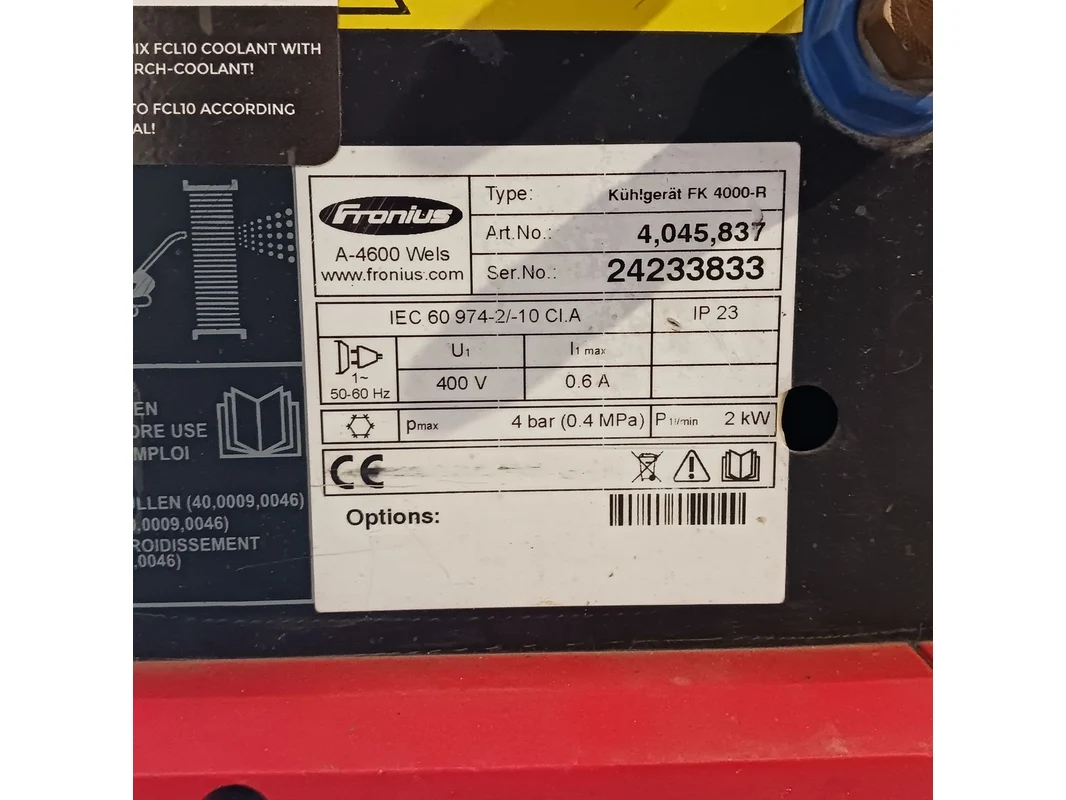 IX FCL10 COOLANT WITH
RCH-COOLANT!
TO FCL10 ACCORDING
AL!
Fronius
A-4600 Wels
www.fronius.com
Type: Kühlgerät FK 4000-R
Art.No.: 4,045,837
Ser.No.: 24233833
IEC 60 974-2/-10 Cl.A IP 23
1~
50-60 Hz
U1 I1 max
400 V 0.6 A
pmax 4 bar (0.4 MPa) P 1l/min 2 kW
CE
Options:
EN
ORE USE
MPLOI
ÜLLEN (40,0009,0046)
0,0009,0046)
ROIDISSEMENT
,0046)